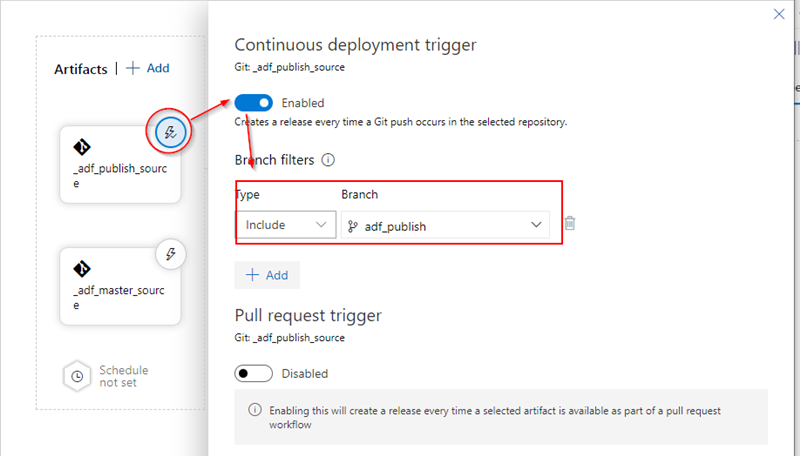 Artifacts | + Add
_adf_publish_sourc
e
_adf_master_sourc
e
Schedule
not set
Continuous deployment trigger
Git: _adf_publish_source
Enabled
Creates a release every time a Git push occurs in the selected repository.
Branch filters
Type Branch
Include adf_publish
+ Add
Pull request trigger
Git: _adf_publish_source
Disabled
Enabling this will create a release every time a selected artifact is available as part of a pull request
workflow